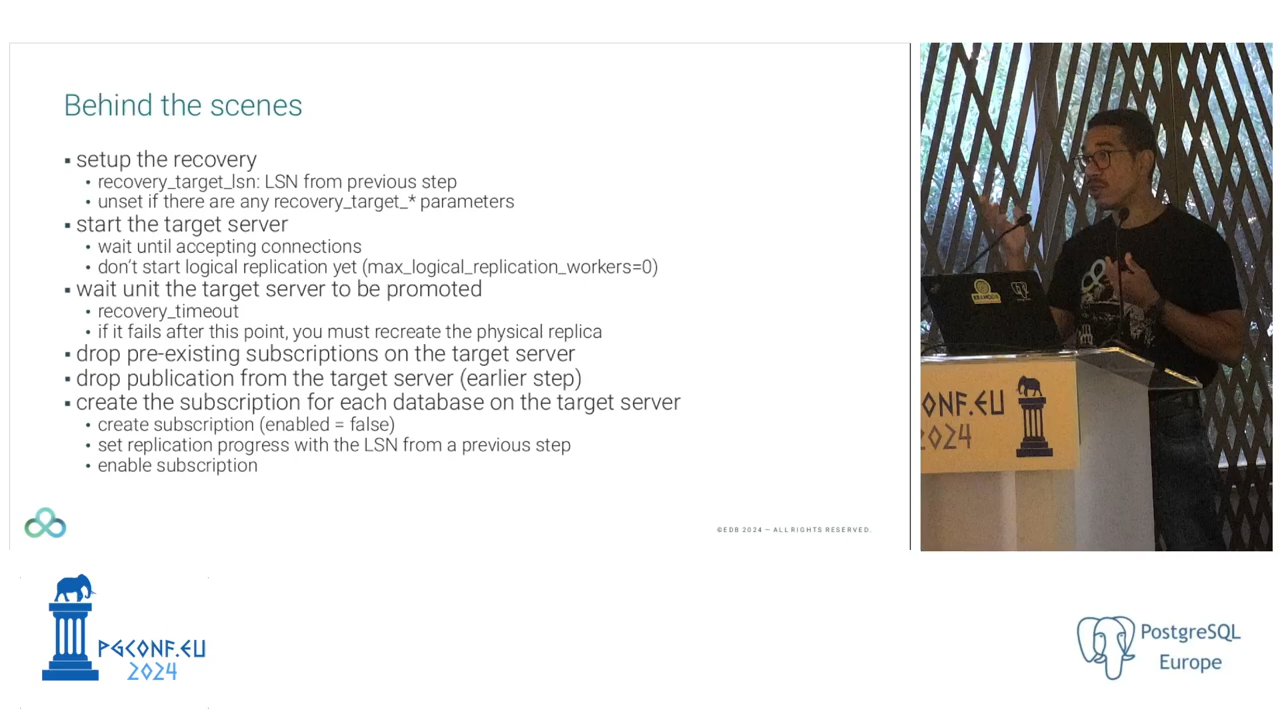 Behind the scenes
▪ setup the recovery
• recovery_target_lsn: LSN from previous step
• unset if there are any recovery_target_* parameters
▪ start the target server
• wait until accepting connections
• don't start logical replication yet (max_logical_replication_workers=0)
▪ wait unit the target server to be promoted
• recovery_timeout
• if it fails after this point, you must recreate the physical replica
▪ drop pre-existing subscriptions on the target server
▪ drop publication from the target server (earlier step)
▪ create the subscription for each database on the target server
• create subscription (enabled = false)
• set replication progress with the LSN from a previous step
• enable subscription
©EDB 2024 — ALL RIGHTS RESERVED.
ONF.EU
2024
PGCONF.EU
2024
PostgreSQL
Europe